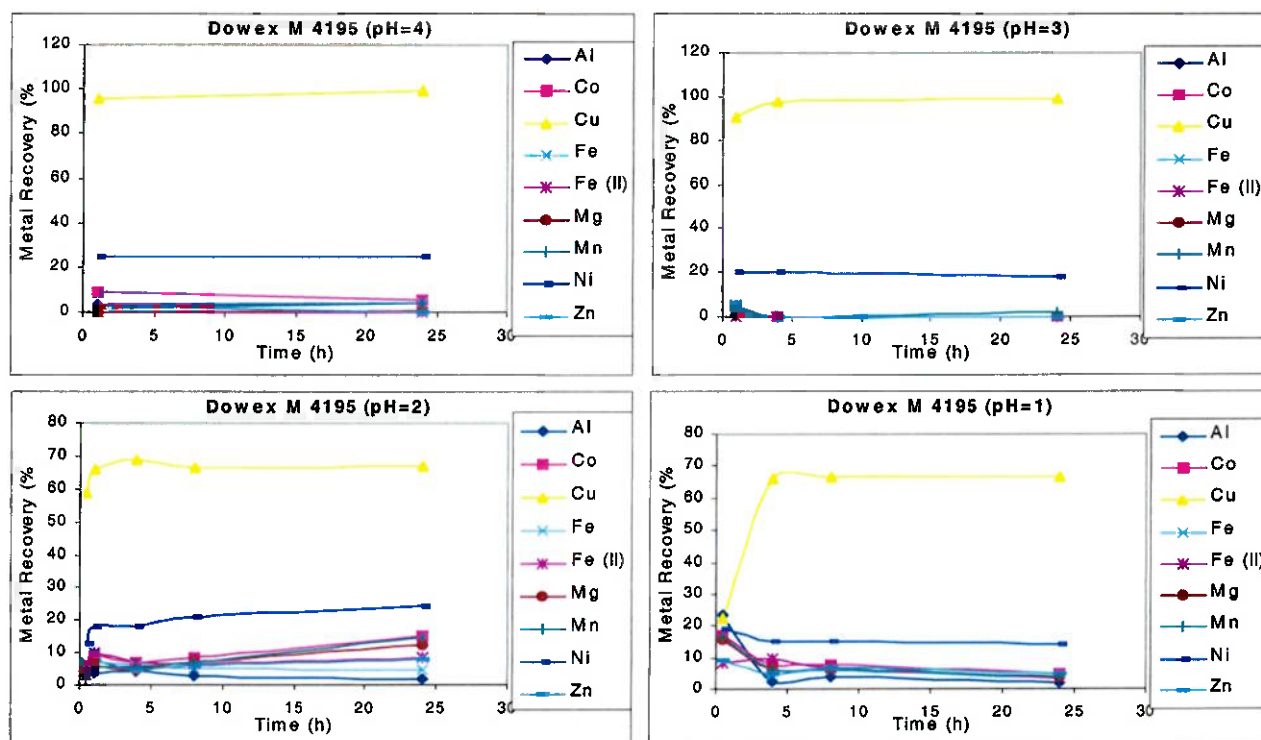 Dowex M 4195 (pH=4)
Metal Recovery (%
120
100
80
60
40
20
0
0 5 10 15 20 25 30
Time (h)
Al
Co
Cu
Fe
Fe (II)
Mg
Mn
Ni
Zn
Dowex M 4195 (pH=3)
Metal Recovery (%
120
100
80
60
40
20
0
0 5 10 15 20 25 30
Time (h)
Al
Co
Cu
Fe
Fe (II)
Mg
Mn
Ni
Zn
Dowex M 4195 (pH=2)
Metal Recovery (%
80
70
60
50
40
30
20
10
0
0 5 10 15 20 25 30
Time (h)
Al
Co
Cu
Fe
Fe (II)
Mg
Mn
Ni
Zn
Dowex M 4195 (pH=1)
Metal Recovery (%
80
70
60
50
40
30
20
10
0
0 5 10 15 20 25 30
Time (h)
Al
Co
Cu
Fe
Fe (II)
Mg
Mn
Ni
Zn